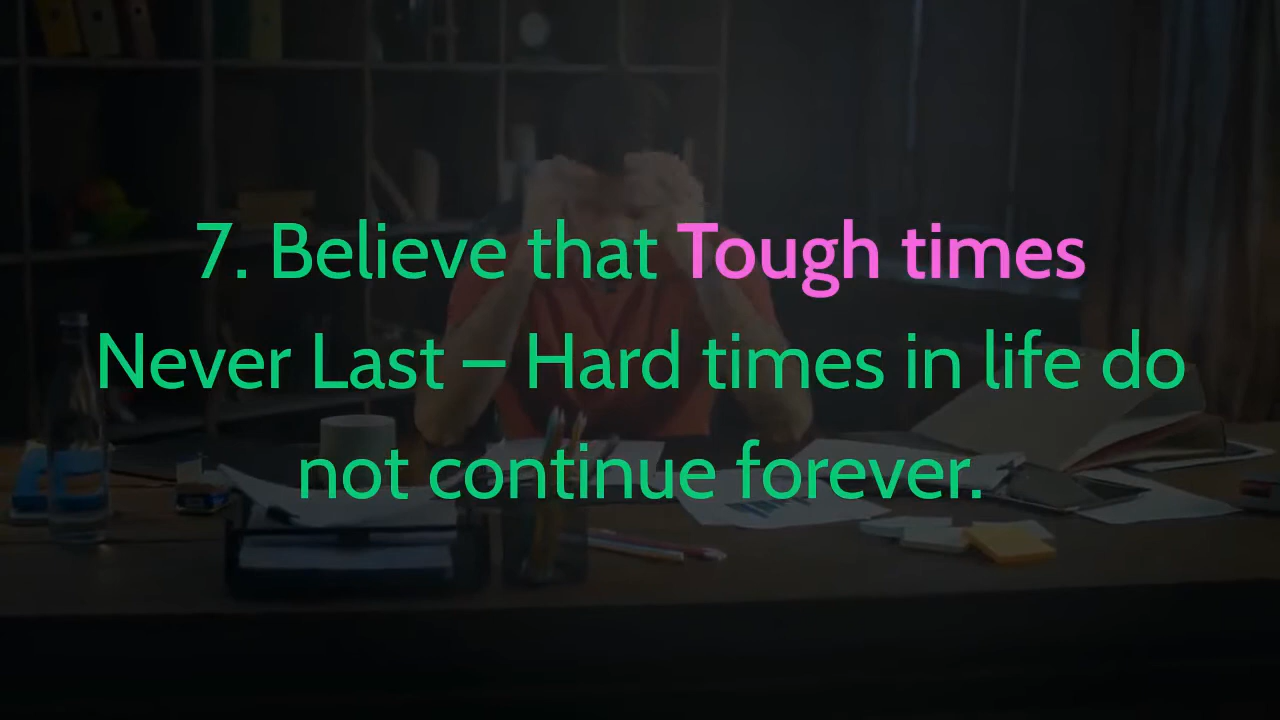 7. Believe that Tough times
Never Last – Hard times in life do
not continue forever.